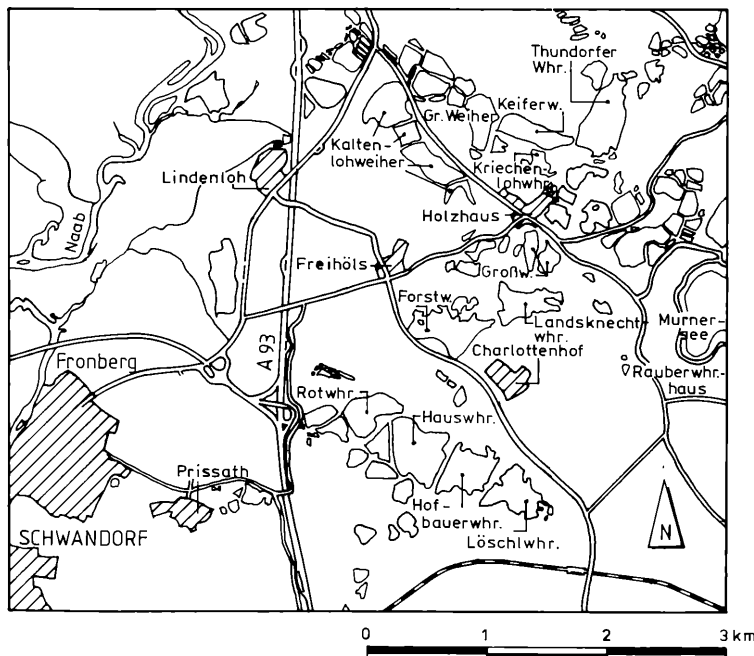 Thundorfer
Whr.
Gr. Weiher
Keiferw.
Kalten-
lohweiher
Kriechen-
lohwhr.
Lindenloh
Holzhaus
Naab
Freihöls
Großw.
Forstw.
Landsknecht-
whr.
Murner-
see
A 93
Fronberg
Charlottenhof
Rauberwhr.-
haus
Rotwhr.
Hauswhr.
Prissath
Hof-
bauerwhr.
SCHWANDORF
Löschlwhr.
N
0 1 2 3 km